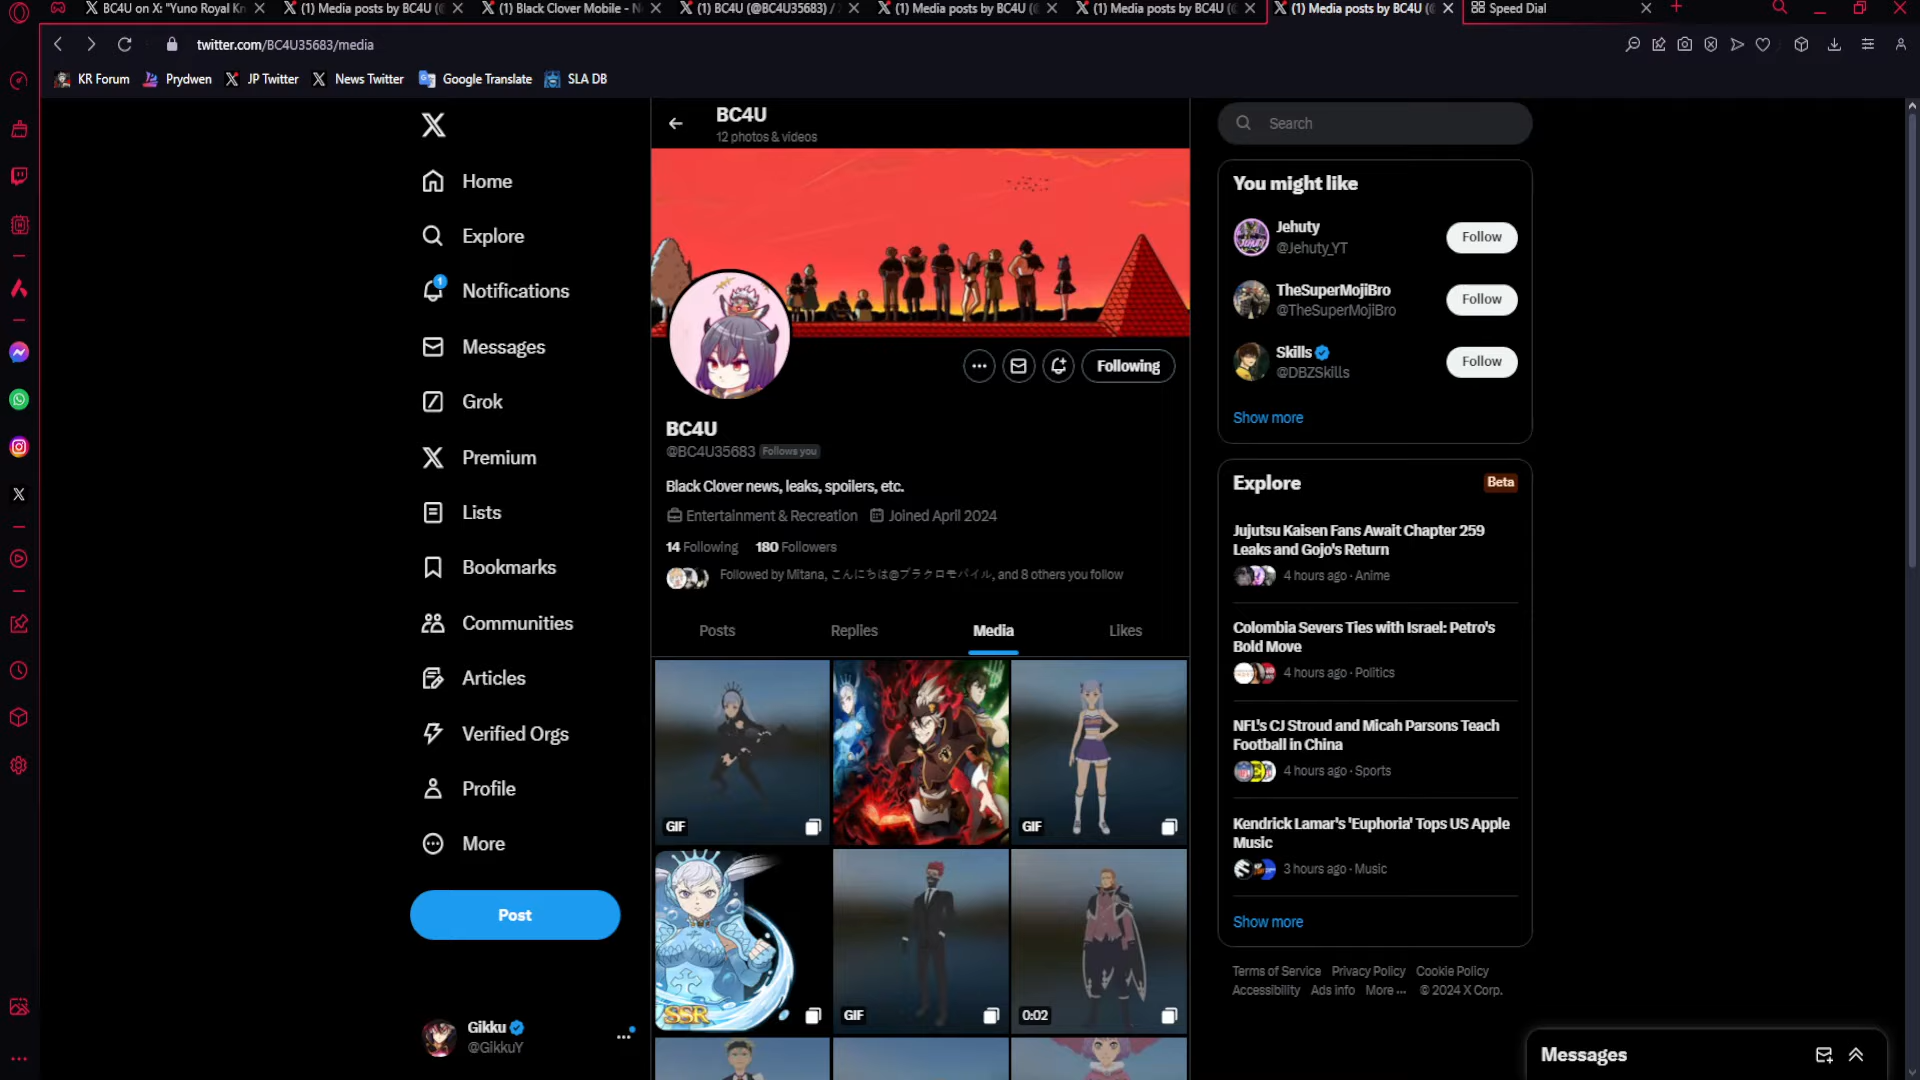 BC4U on X: "Yuno Royal Kn
(1) Media posts by BC4U (
(1) Black Clover Mobile - N
(1) BC4U (@BC4U35683) /
(1) Media posts by BC4U (
(1) Media posts by BC4U (
(1) Media posts by BC4U (
Speed Dial
twitter.com/BC4U35683/media
KR Forum
Prydwen
JP Twitter
News Twitter
Google Translate
SLA DB
Home
Explore
1
Notifications
Messages
Grok
Premium
Lists
Bookmarks
Communities
Articles
Verified Orgs
Profile
More
Post
Gikku
@GikkuY
BC4U
12 photos & videos
Following
BC4U
@BC4U35683 Follows you
Black Clover news, leaks, spoilers, etc.
Entertainment & Recreation Joined April 2024
14 Following 180 Followers
Followed by Mitana, こんにちは@ブラクロモバイル, and 8 others you follow
Posts
Replies
Media
Likes
GIF
GIF
SSR
GIF
0:02
Search
You might like
Jehuty
@Jehuty_YT
Follow
TheSuperMojiBro
@TheSuperMojiBro
Follow
Skills
@DBZSkills
Follow
Show more
Explore
Beta
Jujutsu Kaisen Fans Await Chapter 259
Leaks and Gojo's Return
4 hours ago · Anime
Colombia Severs Ties with Israel: Petro's
Bold Move
4 hours ago · Politics
NFL's CJ Stroud and Micah Parsons Teach
Football in China
4 hours ago · Sports
Kendrick Lamar's 'Euphoria' Tops US Apple
Music
3 hours ago · Music
Show more
Terms of Service Privacy Policy Cookie Policy
Accessibility Ads info More ··· © 2024 X Corp.
Messages